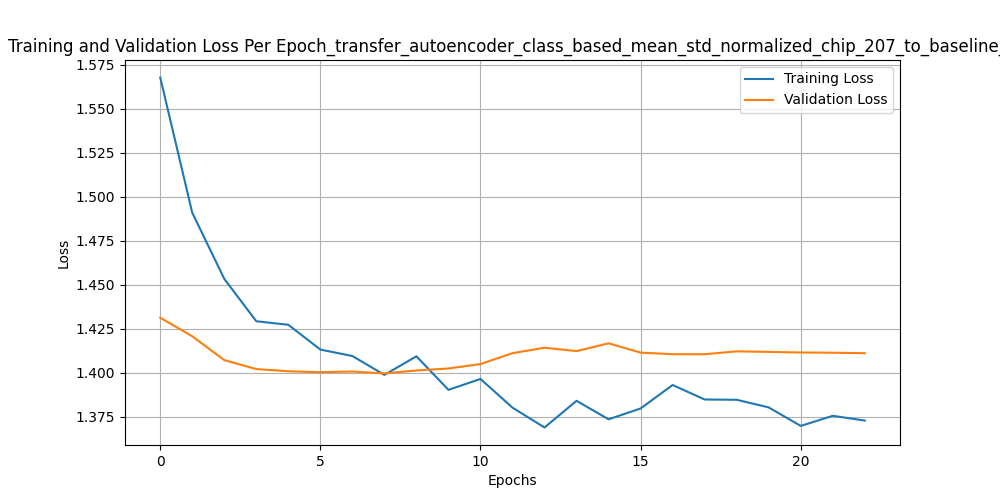 Training and Validation Loss Per Epoch_transfer_autoencoder_class_based_mean_std_normalized_chip_207_to_baseline_
1.575
1.550
1.525
1.500
1.475
1.450
1.425
1.400
1.375
Loss
Training Loss
Validation Loss
0
5
10
15
20
Epochs